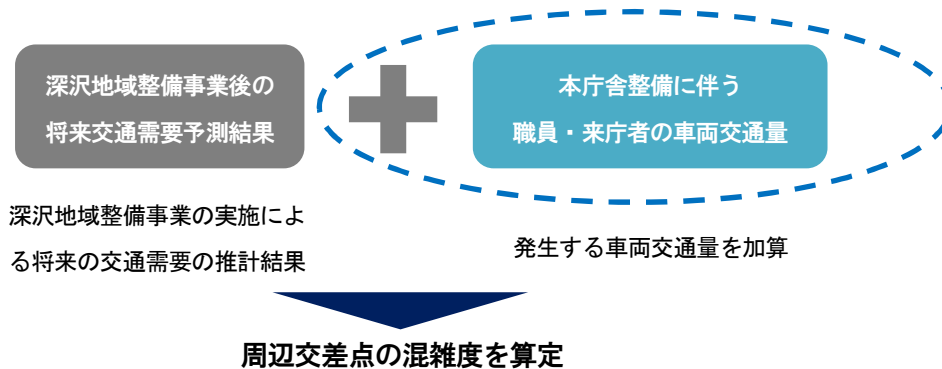 深沢地域整備事業後の
将来交通需要予測結果
本庁舎整備に伴う
職員・来庁者の車両交通量
深沢地域整備事業の実施によ
る将来の交通需要の推計結果
発生する車両交通量を加算
周辺交差点の混雑度を算定